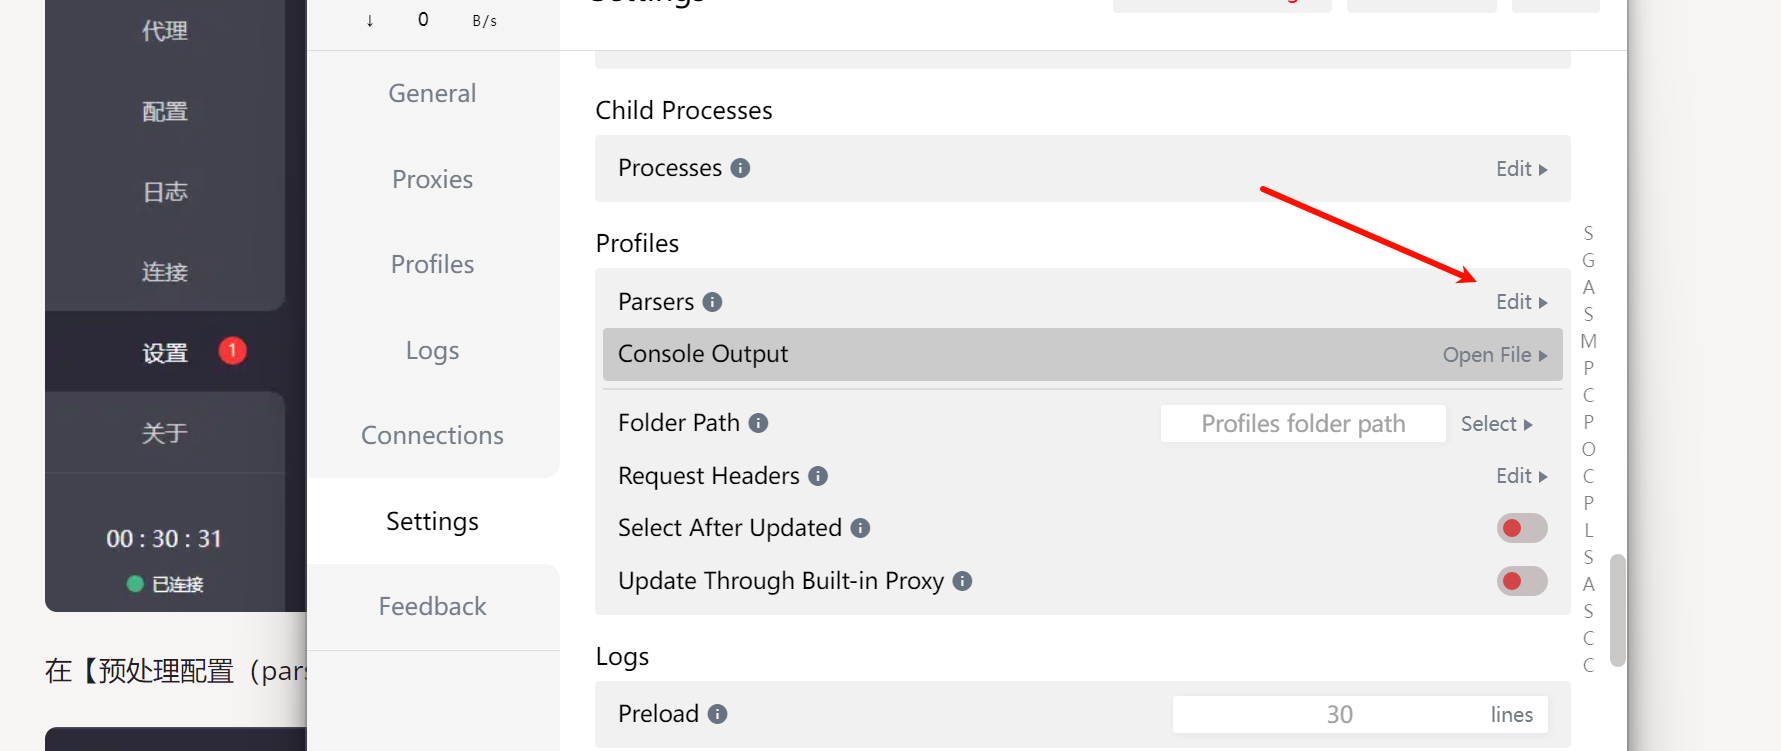 代理
配置
日志
连接
设置 1
关于
00 : 30 : 31
已连接
在【预处理配置（pars
↓ 0 B/s
General
Proxies
Profiles
Logs
Connections
Settings
Feedback
Settings
Child Processes
Processes
Edit
Profiles
Parsers
Edit
Console Output
Open File
Folder Path
Profiles folder path
Select
Request Headers
Edit
Select After Updated
Update Through Built-in Proxy
Logs
Preload
30 lines
S
G
A
S
M
P
C
P
O
C
P
L
S
A
S
C
C